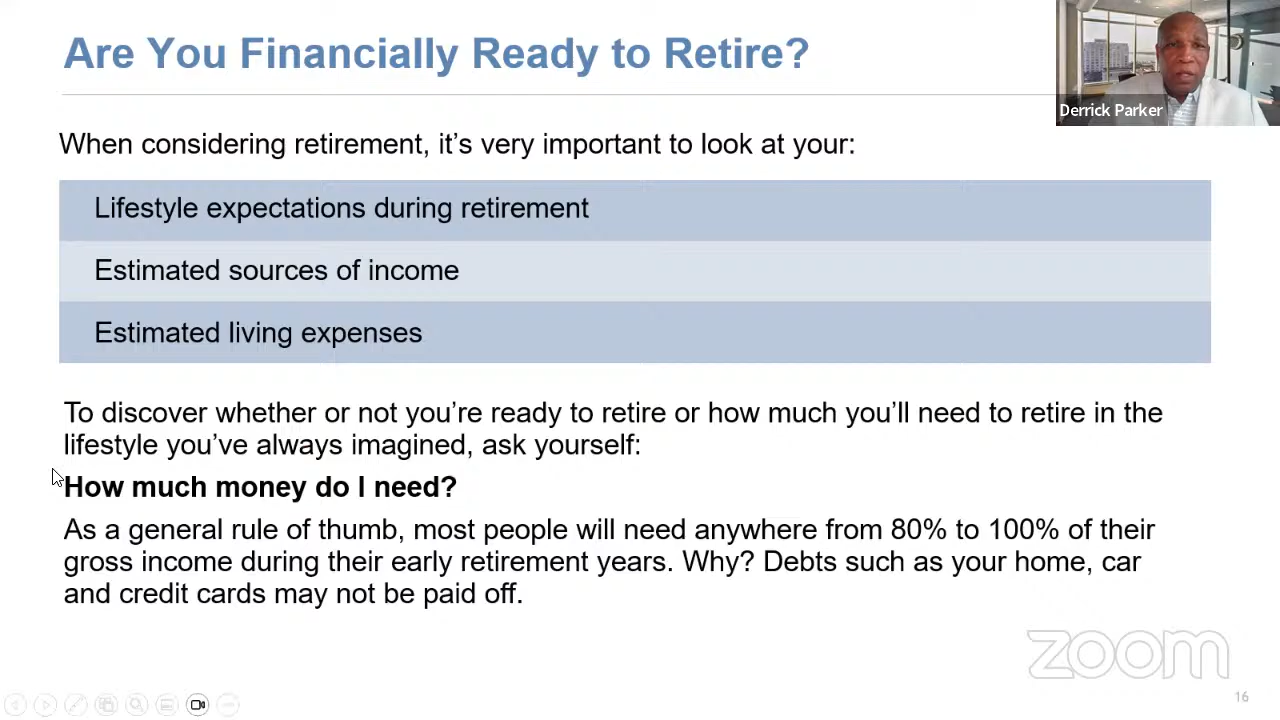 Are You Financially Ready to Retire?
Derrick Parker
When considering retirement, it's very important to look at your:
Lifestyle expectations during retirement
Estimated sources of income
Estimated living expenses
To discover whether or not you're ready to retire or how much you'll need to retire in the
lifestyle you've always imagined, ask yourself:
How much money do I need?
As a general rule of thumb, most people will need anywhere from 80% to 100% of their
gross income during their early retirement years. Why? Debts such as your home, car
and credit cards may not be paid off.
zoom
16